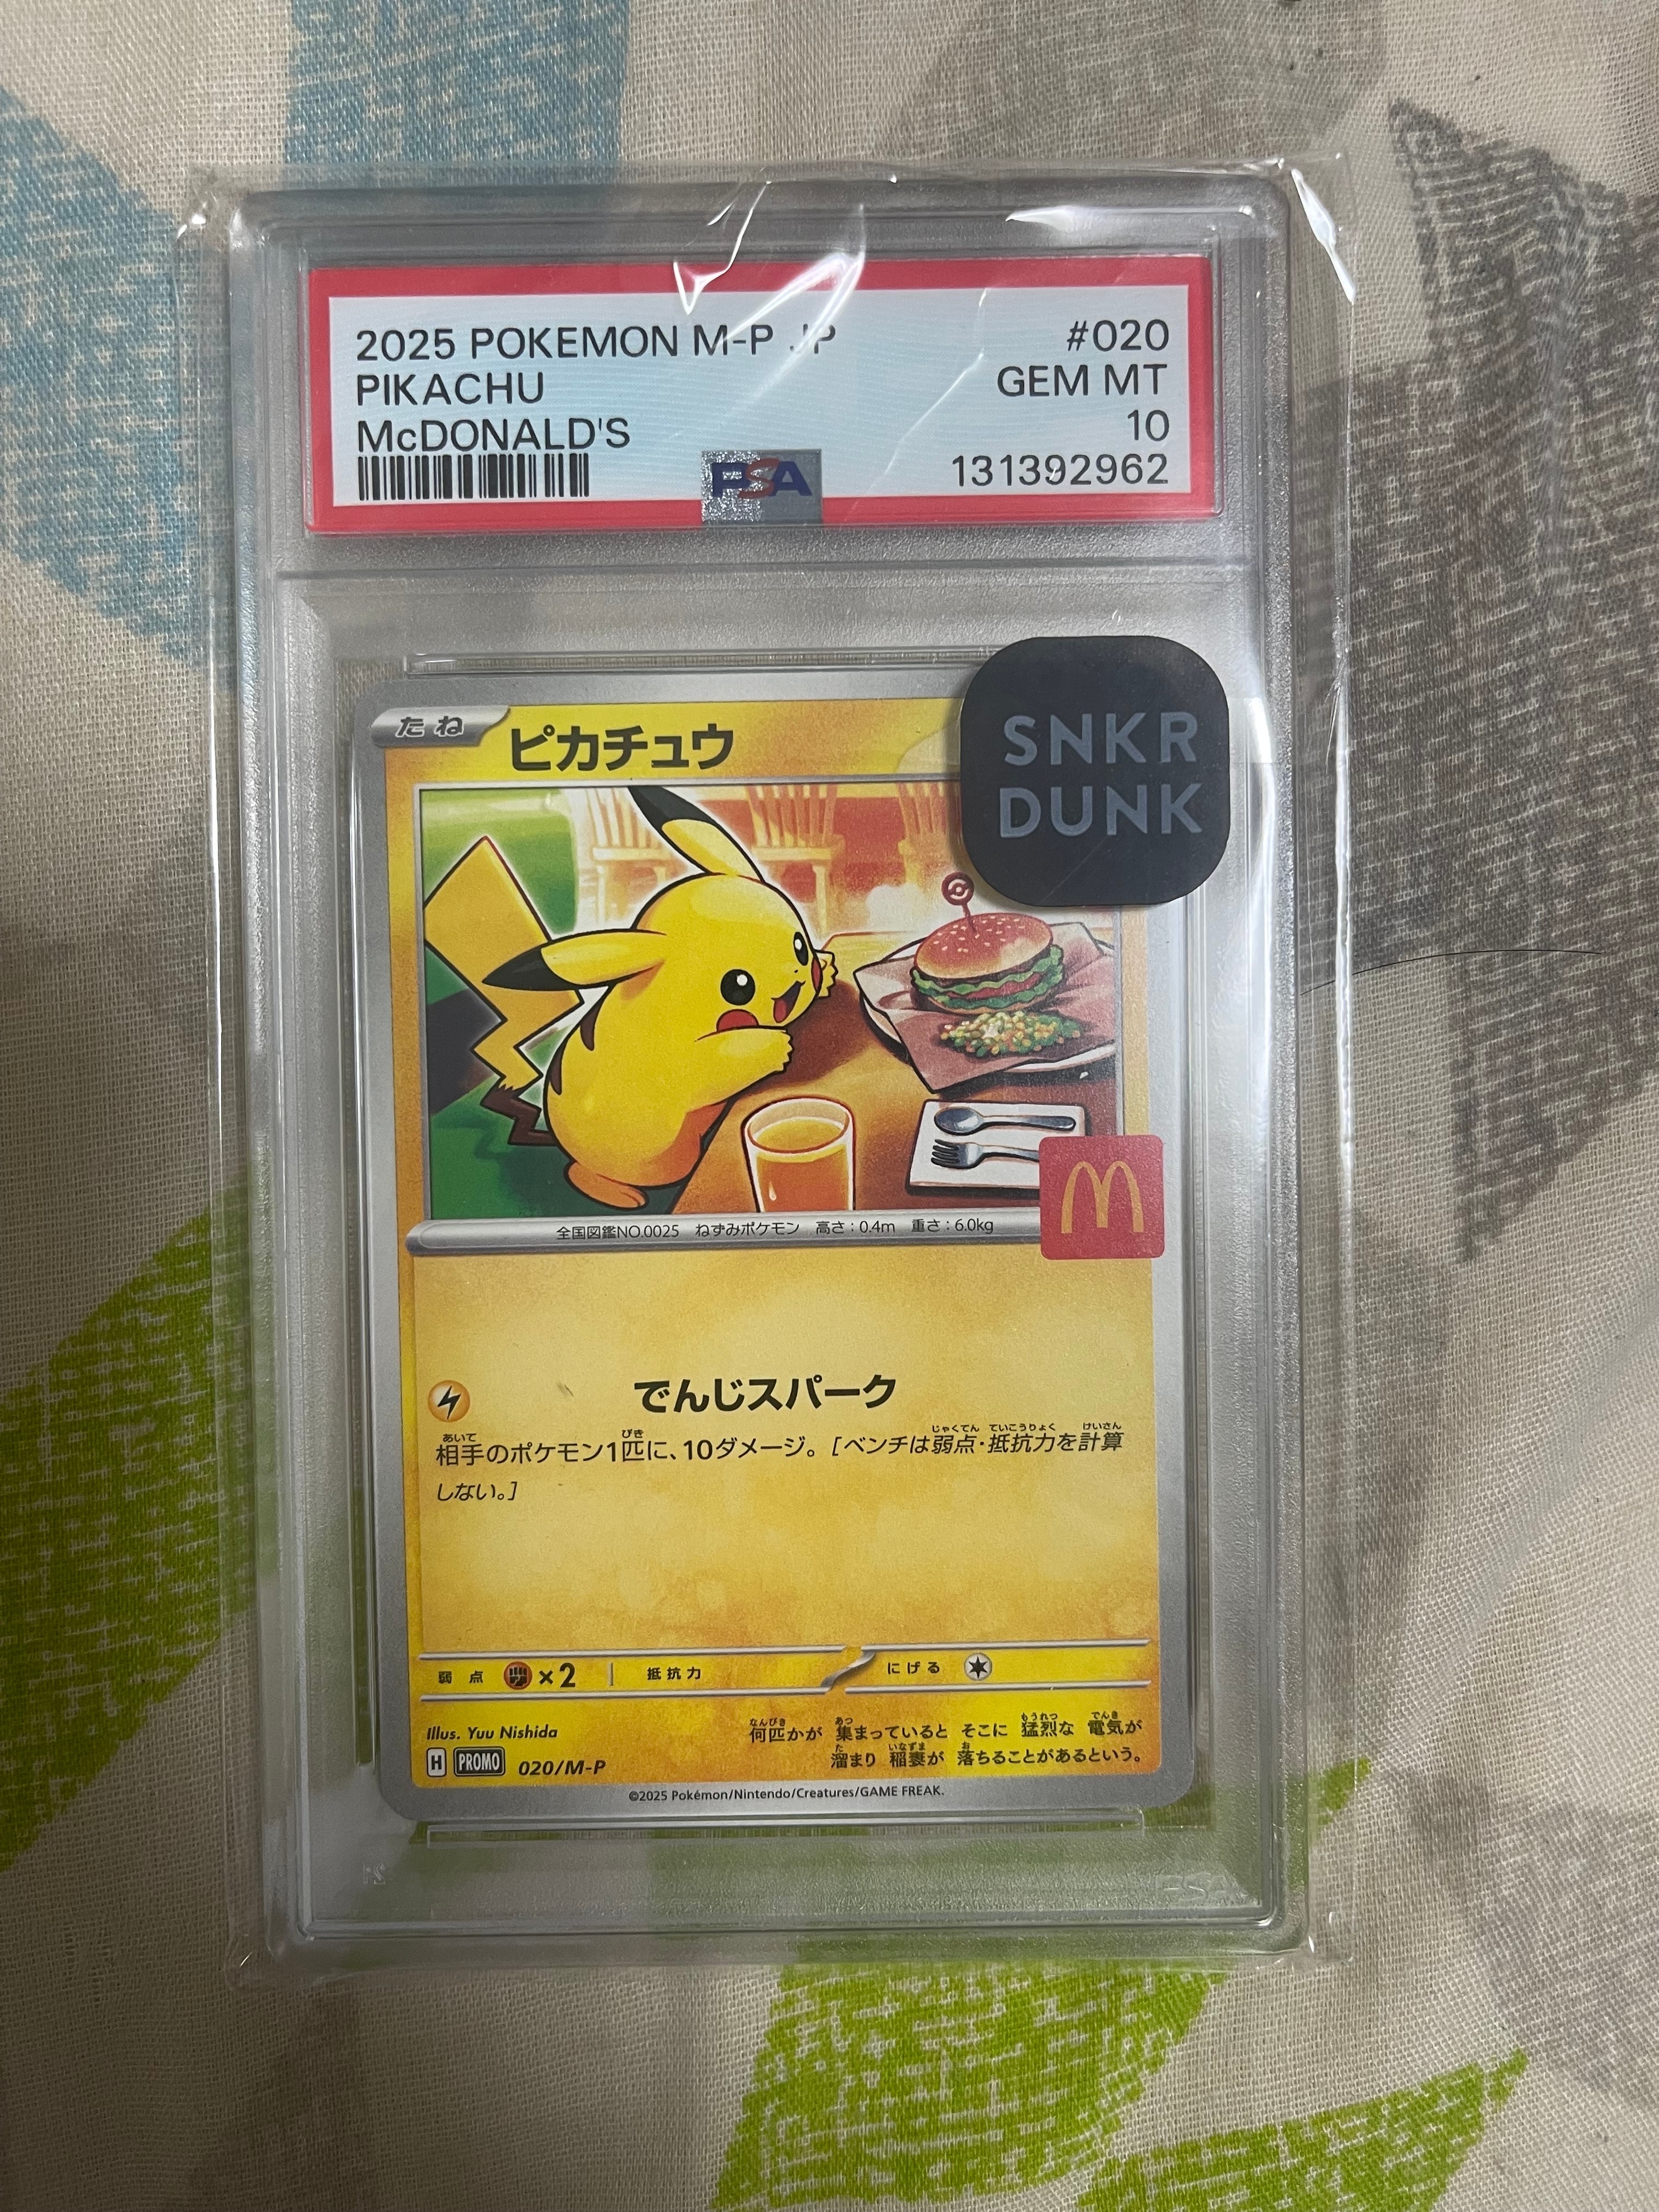 2025 POKEMON M-P JP
#020
PIKACHU
GEM MT
McDONALD'S
10
131392962
PSA
たね
ピカチュウ
SNKR
DUNK
全国図鑑NO.0025 ねずみポケモン 高さ:0.4m 重さ:6.0kg
M
でんじスパーク
相手のポケモン1匹に、10ダメージ。[ベンチは弱点・抵抗力を計算
しない。]
弱点 ×2 抵抗力 にげる
Illus. Yuu Nishida
何匹かが 集まっていると そこに 猛烈な 電気が
溜まり 稲妻が 落ちることがあるという。
H PROMO 020/M-P
©2025 Pokémon/Nintendo/Creatures/GAME FREAK.